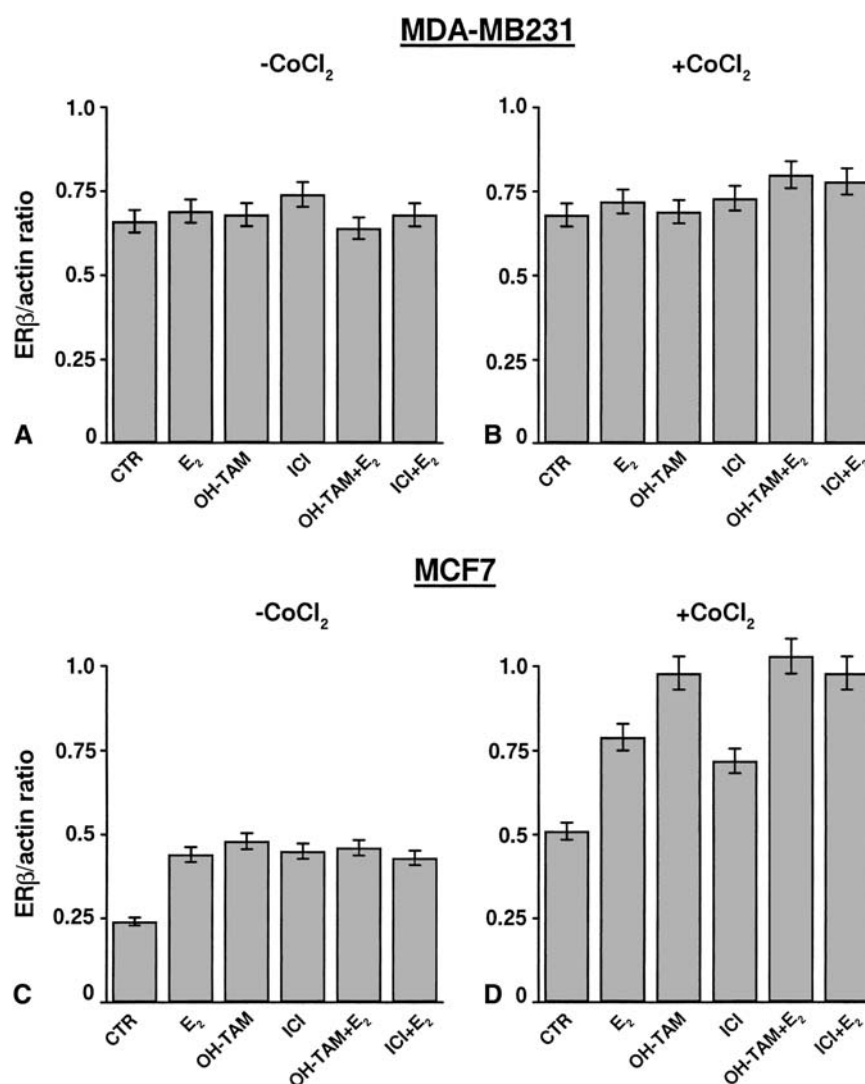 MDA-MB231
-CoCl₂
+CoCl₂
ERβ/actin ratio
1.0
0.75
0.5
0.25
0
A
CTR
E₂
OH-TAM
ICI
OH-TAM+E₂
ICI+E₂
1.0
0.75
0.5
0.25
0
B
CTR
E₂
OH-TAM
ICI
OH-TAM+E₂
ICI+E₂
MCF7
-CoCl₂
+CoCl₂
ERβ/actin ratio
1.0
0.75
0.5
0.25
0
C
CTR
E₂
OH-TAM
ICI
OH-TAM+E₂
ICI+E₂
1.0
0.75
0.5
0.25
0
D
CTR
E₂
OH-TAM
ICI
OH-TAM+E₂
ICI+E₂